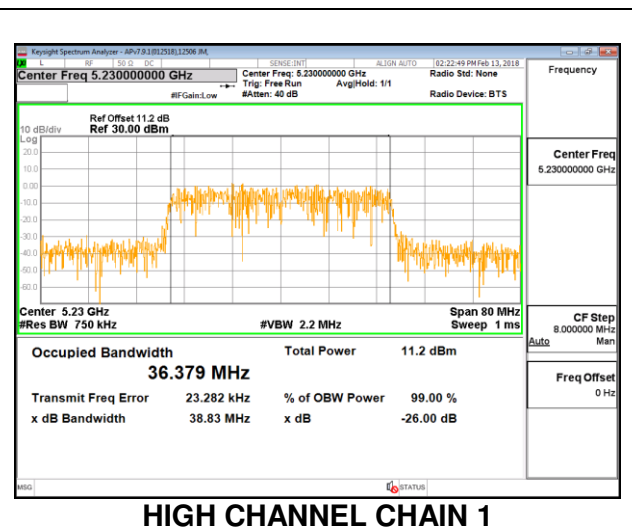 Keysight Spectrum Analyzer - APv7.9.1(012518),12506 JM,
L RF 50 Ω DC SENSE:INT ALIGN AUTO 02:22:49 PM Feb 13, 2018
Center Freq 5.230000000 GHz Center Freq: 5.230000000 GHz Radio Std: None Frequency
Trig: Free Run Avg|Hold: 1/1
#IFGain:Low #Atten: 40 dB Radio Device: BTS
Ref Offset 11.2 dB
10 dB/div Ref 30.00 dBm
Log
20.0
10.0
0.00
-10.0
-20.0
-30.0
-40.0
-50.0
-60.0
Center Freq
5.230000000 GHz
Center 5.23 GHz Span 80 MHz
#Res BW 750 kHz #VBW 2.2 MHz Sweep 1 ms
CF Step
8.000000 MHz
Auto Man
Occupied Bandwidth Total Power 11.2 dBm
36.379 MHz
Freq Offset
0 Hz
Transmit Freq Error 23.282 kHz % of OBW Power 99.00 %
x dB Bandwidth 38.83 MHz x dB -26.00 dB
MSG STATUS
HIGH CHANNEL CHAIN 1